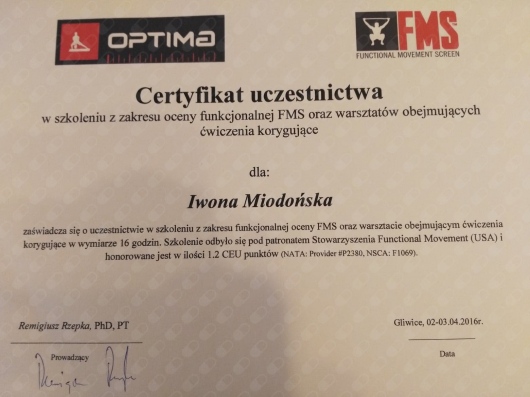 OPTIMA
FMS
FUNCTIONAL MOVEMENT SCREEN
Certyfikat uczestnictwa
w szkoleniu z zakresu oceny funkcjonalnej FMS oraz warsztatów obejmujących
ćwiczenia korygujące
dla:
Iwona Miodońska
zaświadcza się o uczestnictwie w szkoleniu z zakresu funkcjonalnej oceny FMS oraz warsztacie obejmującym ćwiczenia
korygujące w wymiarze 16 godzin. Szkolenie odbyło się pod patronatem Stowarzyszenia Functional Movement (USA) i
honorowane jest w ilości 1.2 CEU punktów (NATA: Provider #P2380, NSCA: F1069).
Remigiusz Rzepka, PhD, PT
Gliwice, 02-03.04.2016r.
Prowadzący
Data